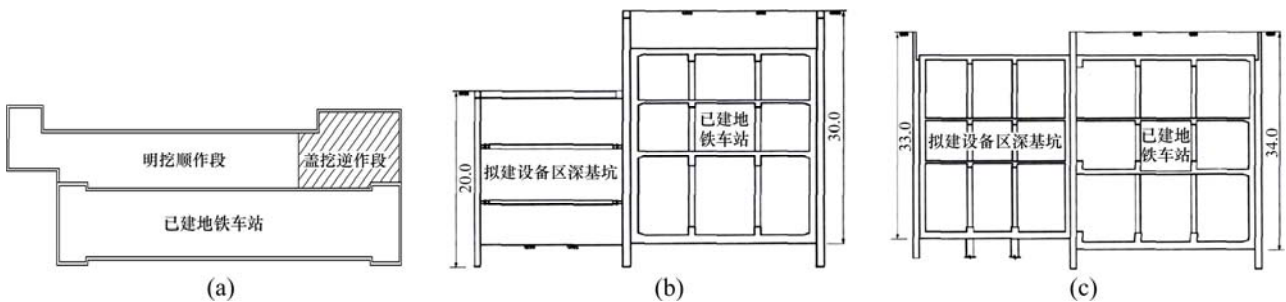 明挖顺作段
盖挖逆作段
已建地铁车站
(a)
20.0
拟建设备区深基坑
已建地
铁车站
30.0
(b)
33.0
拟建设备区深基坑
已建地
铁车站
34.0
(c)